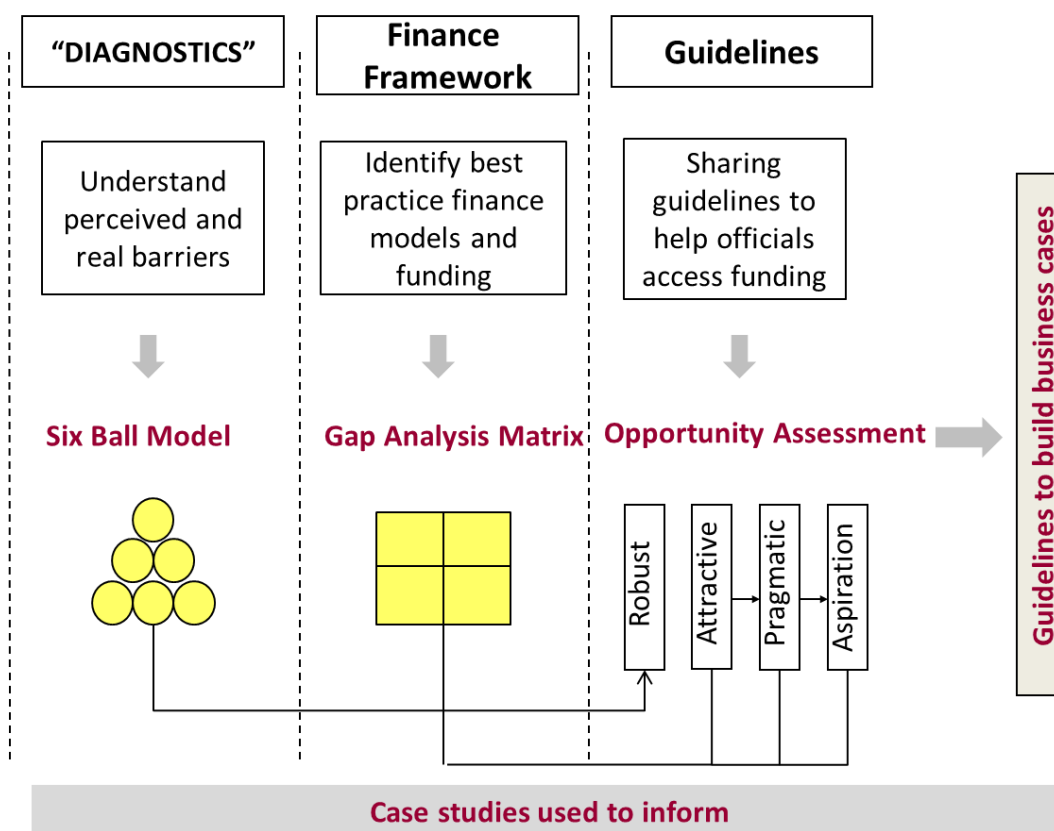 “DIAGNOSTICS”
Finance
Framework
Guidelines
Understand
perceived and
real barriers
Identify best
practice finance
models and
funding
Sharing
guidelines to
help officials
access funding
Six Ball Model
Gap Analysis Matrix
Opportunity Assessment
Robust
Attractive
Pragmatic
Aspiration
Guidelines to build business cases
Case studies used to inform